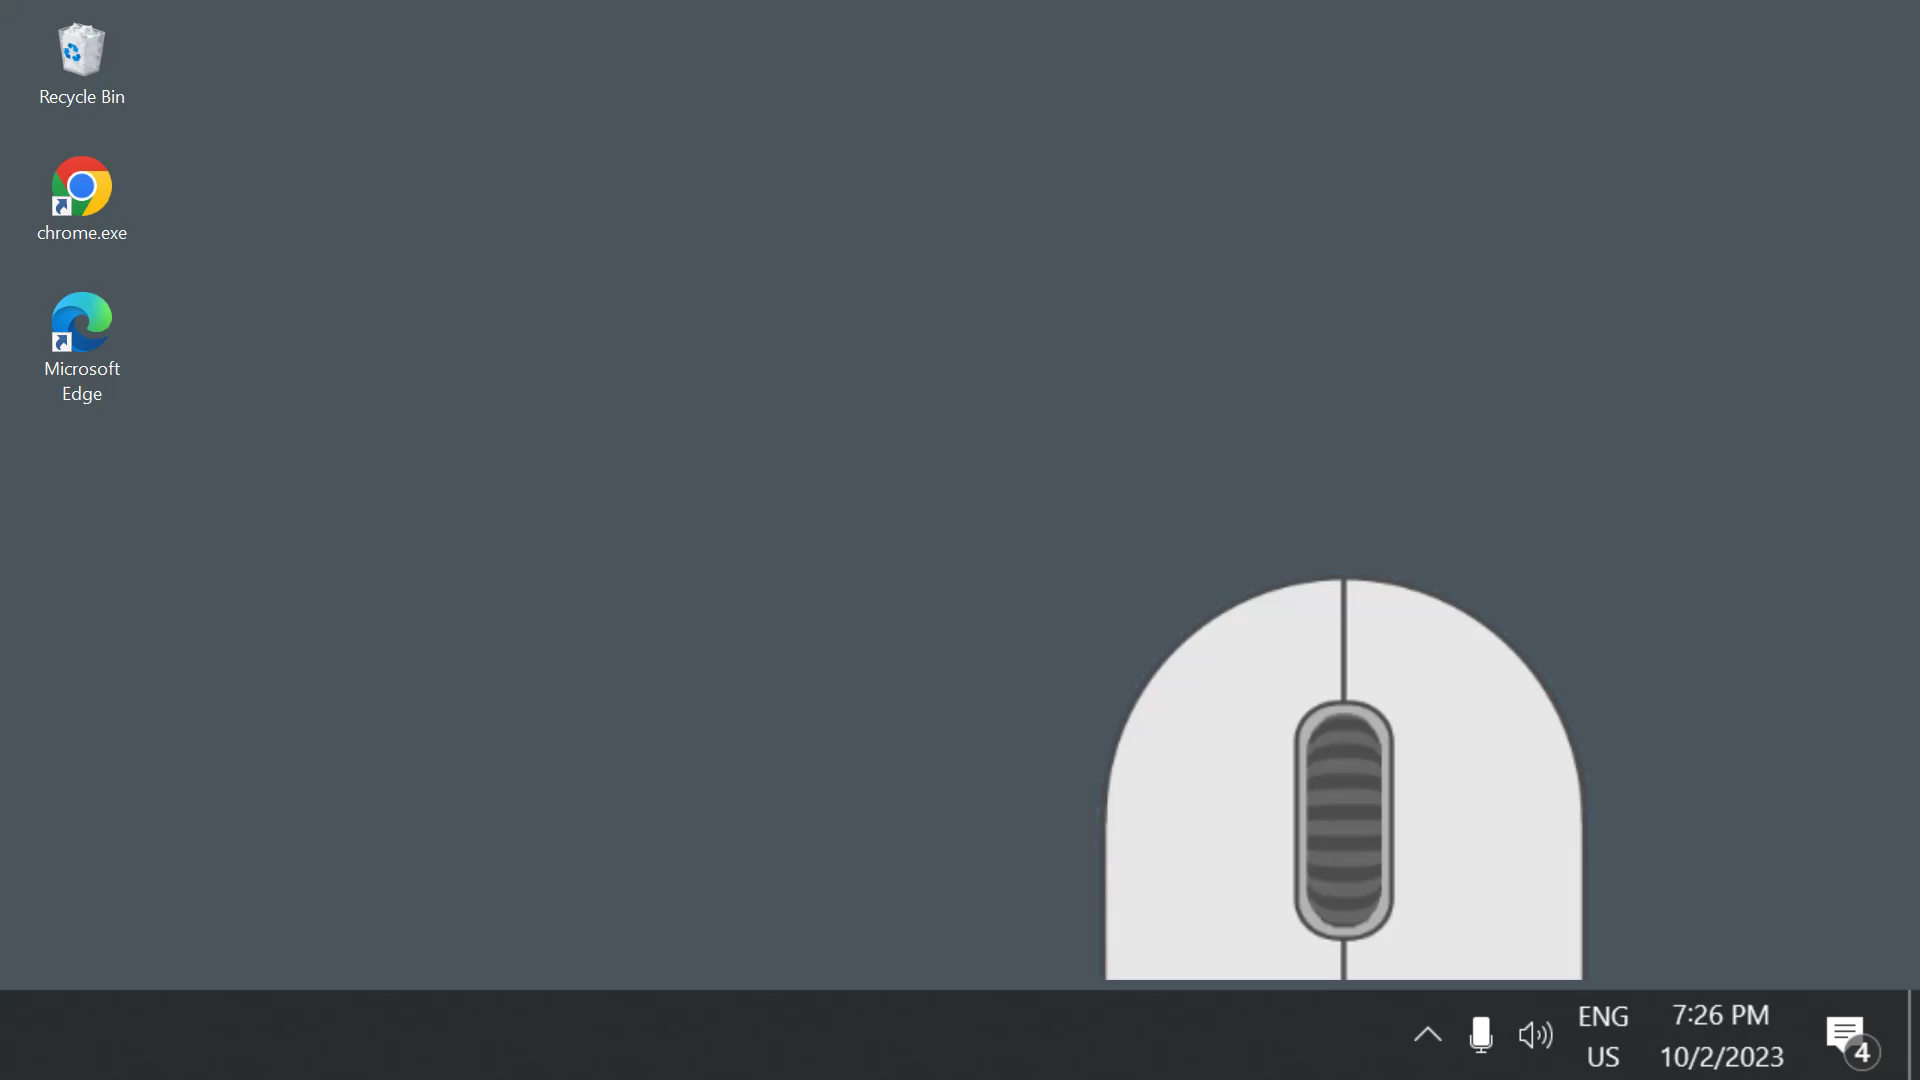 Recycle Bin
chrome.exe
Microsoft
Edge
ENG
US
7:26 PM
10/2/2023
4